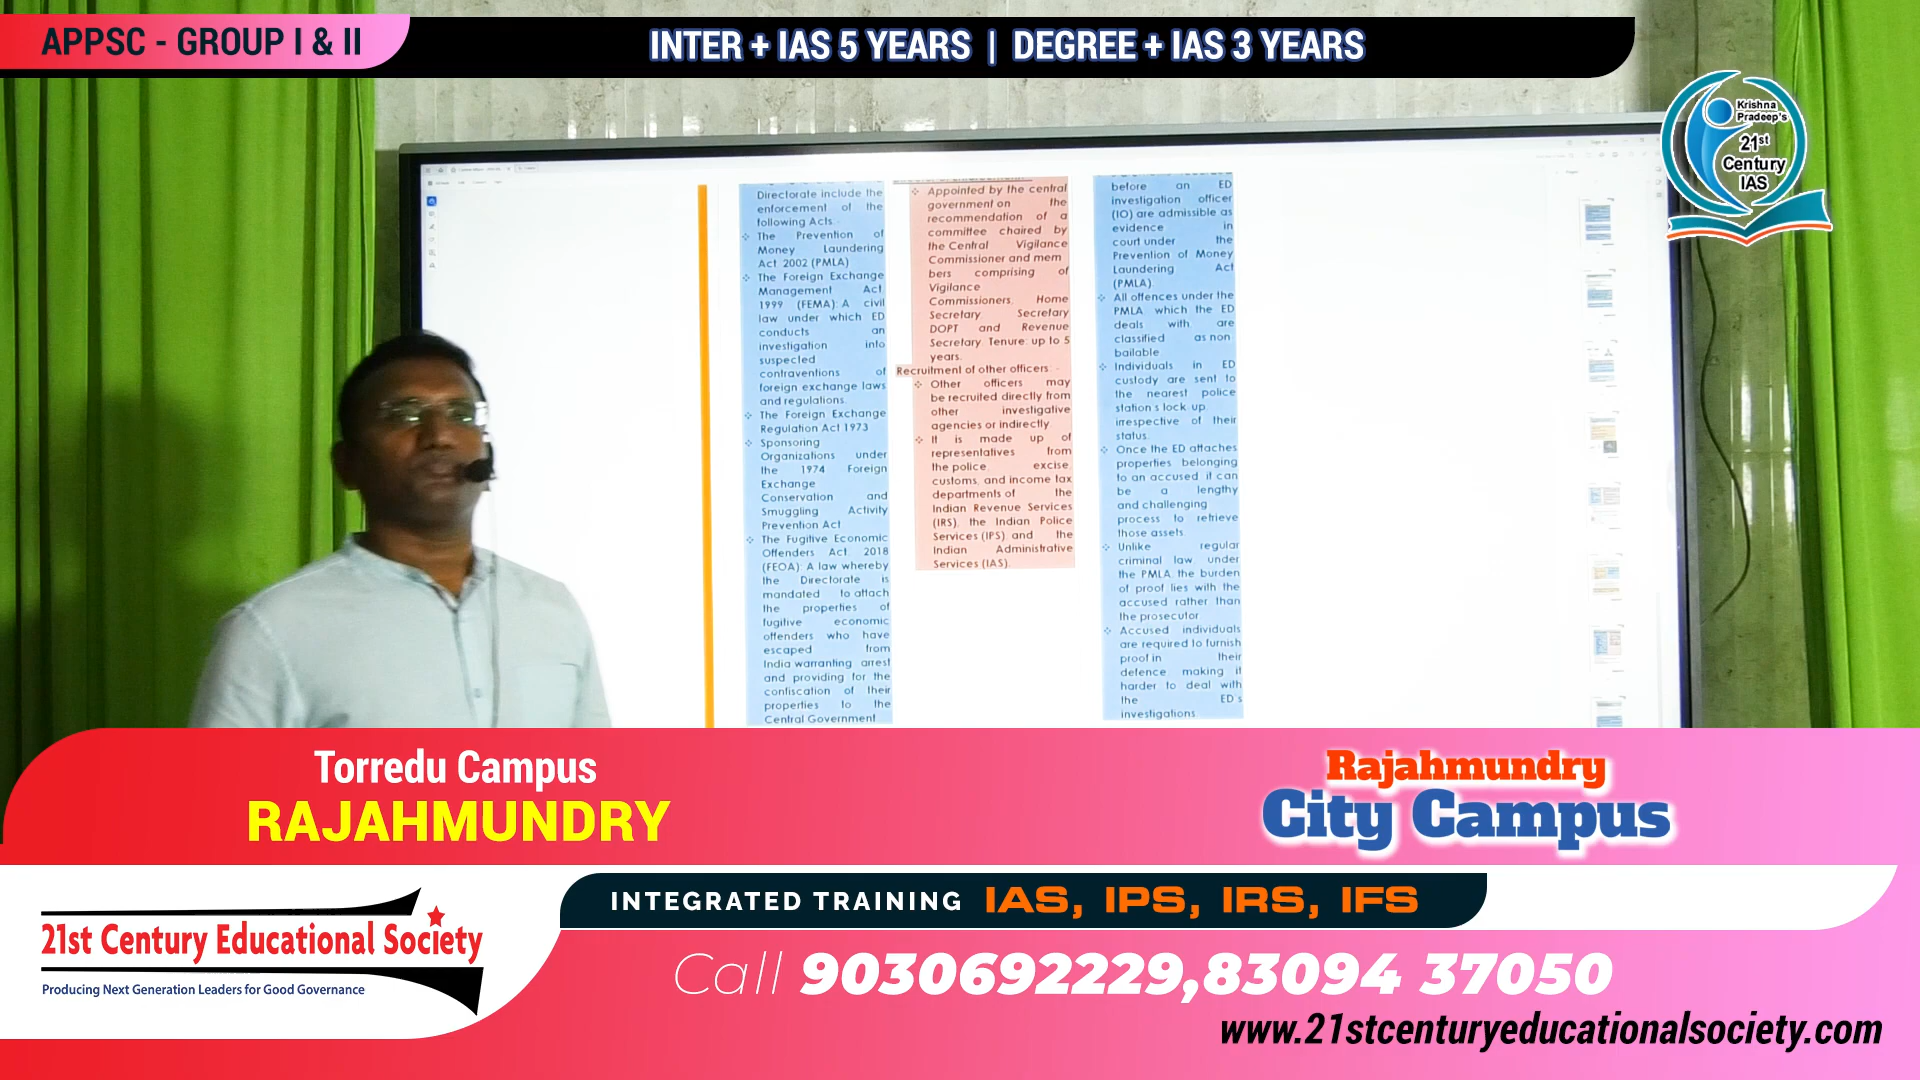 APPSC - GROUP I & II
INTER + IAS 5 YEARS | DEGREE + IAS 3 YEARS
Krishna
Pradeep's
21st
Century
IAS
Directorate include the
enforcement of the
following Acts.
The Prevention of
Money Laundering
Act 2002 (PMLA)
The Foreign Exchange
Management Act
1999 (FEMA): A civil
law under which ED
conducts an
investigation into
suspected
contraventions of
foreign exchange laws
and regulations.
The Foreign Exchange
Regulation Act 1973
Sponsoring
Organizations under
the 1974 Foreign
Exchange
Conservation and
Smuggling Activity
Prevention Act
The Fugitive Economic
Offenders Act. 2018
(FEOA): A law whereby
the Directorate is
mandated to attach
the properties of
fugitive economic
offenders who have
escaped from
India warranting arrest
and providing for the
confiscation of their
properties to the
Central Government
Appointed by the central
government on the
recommendation of a
committee chaired by
the Central Vigilance
Commissioner and mem
bers comprising of
Vigilance
Commissioners, Home
Secretary Secretary
DOPT and Revenue
Secretary. Tenure: up to 5
years.
Recruitment of other officers: -
Other officers may
be recruited directly from
other investigative
agencies or indirectly.
It is made up of
representatives from
the police excise,
customs, and income tax
departments of the
Indian Revenue Services
(IRS), the Indian Police
Services (IPS) and the
Indian Administrative
Services (IAS).
before an ED
investigation officer
(IO) are admissible as
evidence in
court under the
Prevention of Money
Laundering Act
(PMLA).
All offences under the
PMLA which the ED
deals with are
classified as non
bailable
Individuals in ED
custody are sent to
the nearest police
station's lock up
irrespective of their
status.
Once the ED attaches
properties belonging
to an accused, it can
be a lengthy
and challenging
process to retrieve
those assets.
Unlike regular
criminal law under
the PMLA, the burden
of proof lies with the
accused rather than
the prosecutor
Accused individuals
are required to furnish
proof in their
defence making it
harder to deal with
the ED's
investigations.
Torredu Campus
RAJAHMUNDRY
Rajahmundry
City Campus
21st Century Educational Society
Producing Next Generation Leaders for Good Governance
INTEGRATED TRAINING IAS, IPS, IRS, IFS
Call 9030692229,83094 37050
www.21stcenturyeducationalsociety.com